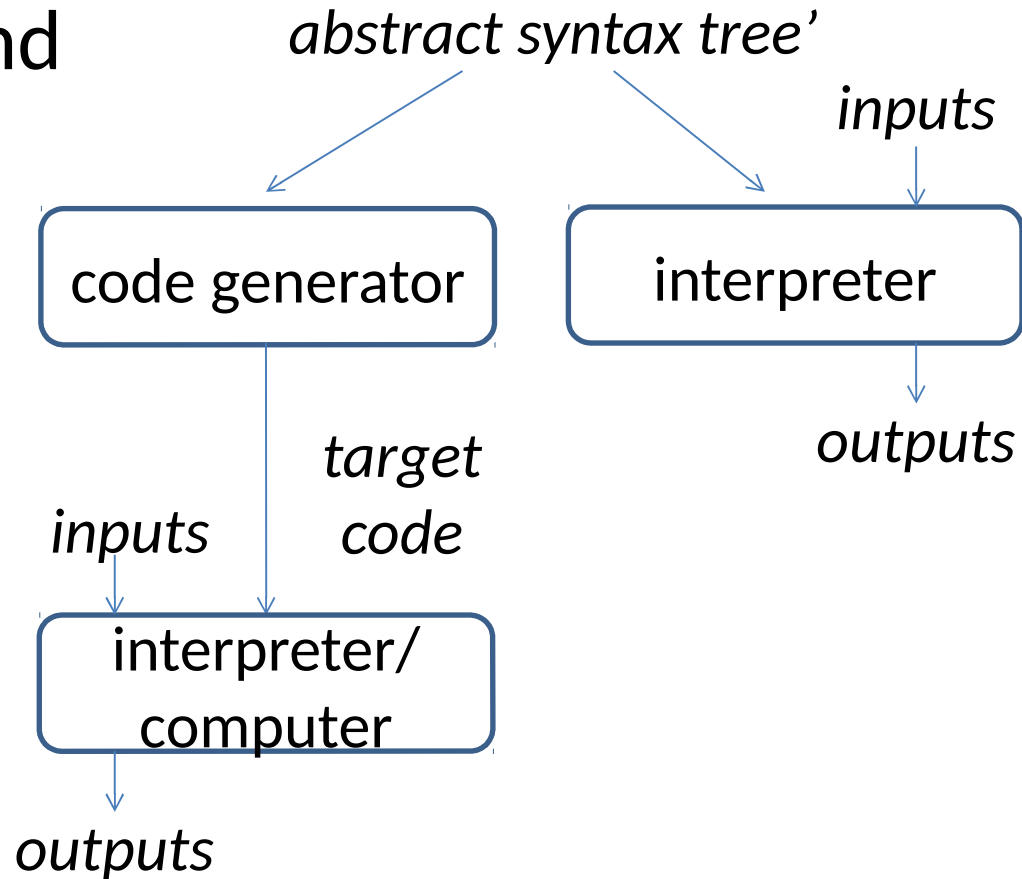 nd
abstract syntax tree’
inputs
code generator
interpreter
outputs
target
code
inputs
interpreter/
computer
outputs